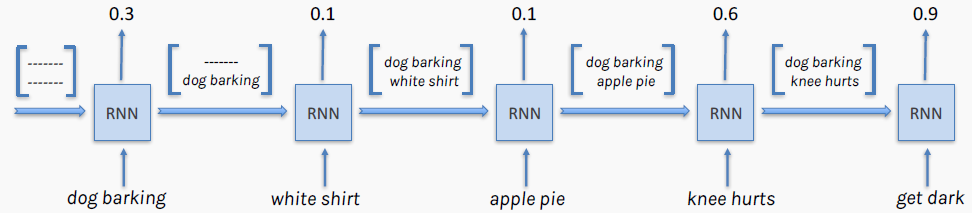 0.3 0.1 0.1 0.6 0.9
-------
-------
-------
dog barking
dog barking
white shirt
dog barking
apple pie
dog barking
knee hurts
RNN RNN RNN RNN RNN
dog barking white shirt apple pie knee hurts get dark